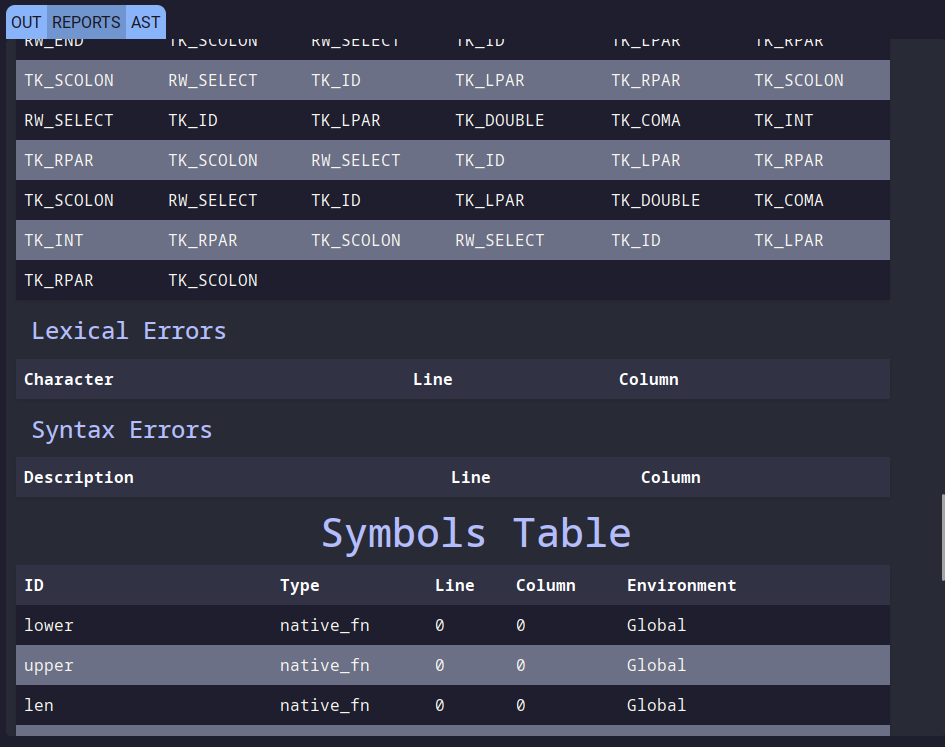 OUT REPORTS AST
RW_END TK_SCOLON RW_SELECT TK_ID TK_LPAR TK_RPAR
TK_SCOLON RW_SELECT TK_ID TK_LPAR TK_RPAR TK_SCOLON
RW_SELECT TK_ID TK_LPAR TK_DOUBLE TK_COMA TK_INT
TK_RPAR TK_SCOLON RW_SELECT TK_ID TK_LPAR TK_RPAR
TK_SCOLON RW_SELECT TK_ID TK_LPAR TK_DOUBLE TK_COMA
TK_INT TK_RPAR TK_SCOLON RW_SELECT TK_ID TK_LPAR
TK_RPAR TK_SCOLON
Lexical Errors
Character Line Column
Syntax Errors
Description Line Column
Symbols Table
ID Type Line Column Environment
lower native_fn 0 0 Global
upper native_fn 0 0 Global
len native_fn 0 0 Global